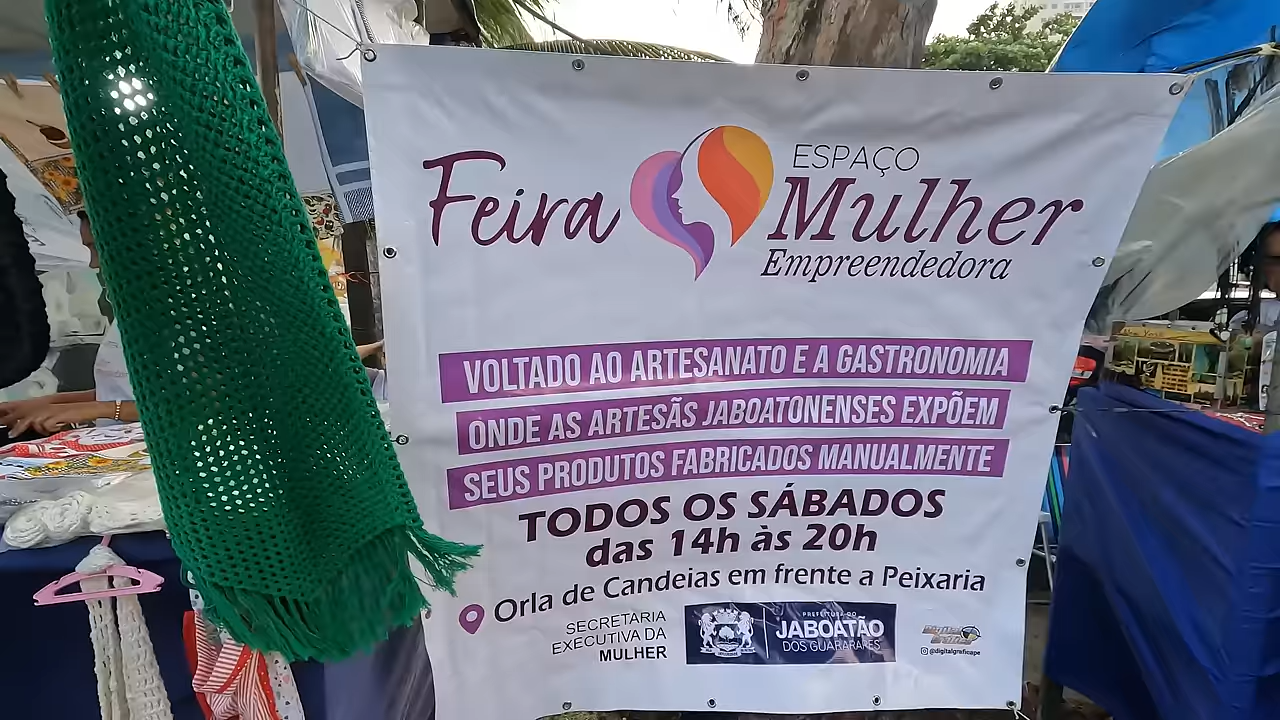 Feira
ESPAÇO
Mulher
Empreendedora
VOLTADO AO ARTESANATO E A GASTRONOMIA
ONDE AS ARTESÃS JABOATONENSES EXPÕEM
SEUS PRODUTOS FABRICADOS MANUALMENTE
TODOS OS SÁBADOS
das 14h às 20h
Orla de Candeias em frente a Peixaria
SECRETARIA
EXECUTIVA DA
MULHER
PREFEITURA DO
JABOATÃO
DOS GUARARAPES
@digitalgraficape